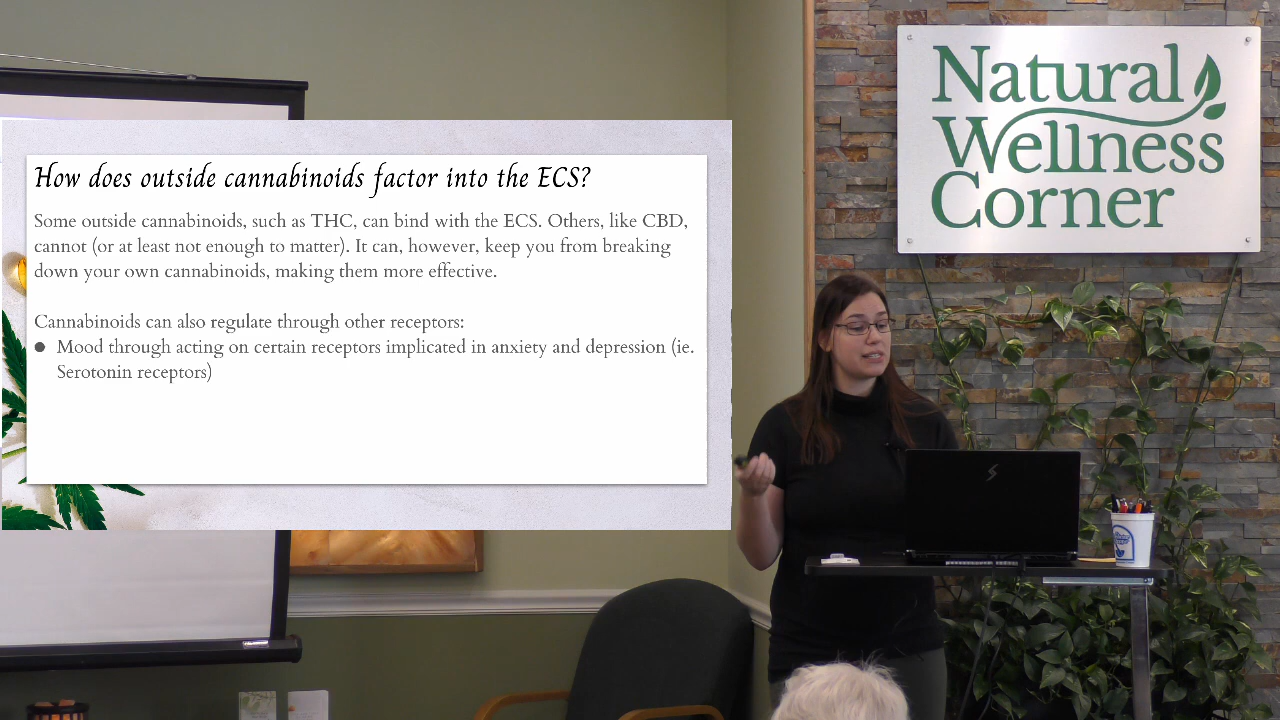 How does outside cannabinoids factor into the ECS?
Some outside cannabinoids, such as THC, can bind with the ECS. Others, like CBD,
cannot (or at least not enough to matter). It can, however, keep you from breaking
down your own cannabinoids, making them more effective.
Cannabinoids can also regulate through other receptors:
● Mood through acting on certain receptors implicated in anxiety and depression (ie.
Serotonin receptors)
Natural
Wellness
Corner